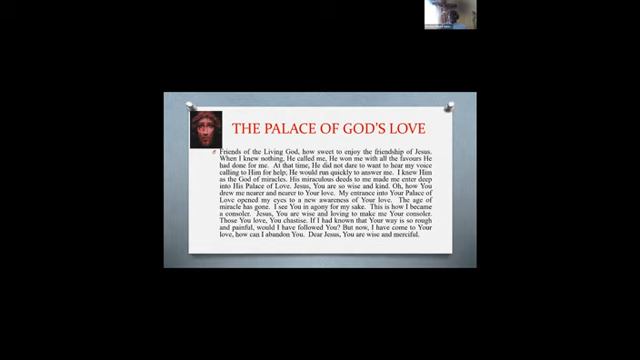 THE PALACE OF GOD'S LOVE
Friends of the Living God, how sweet to enjoy the friendship of Jesus.
When I knew nothing, He called me, He won me with all the favours He
had done for me. At that time, He did not dare to want to hear my voice
calling to Him for help; He would run quickly to answer me. I knew Him
as the God of miracles. His miraculous deeds to me made me enter deep
into His Palace of Love. Jesus, You are so wise and kind. Oh, how You
drew me nearer and nearer to Your love. My entrance into Your Palace of
Love opened my eyes to a new awareness of Your love. The age of
miracle has gone. I see You in agony for my sake. This is how I became
a consoler. Jesus, You are wise and loving to make me Your consoler.
Those You love, You chastise. If I had known that Your way is so rough
and painful, would I have followed You? But now, I have come to Your
love, how can I abandon You. Dear Jesus, You are wise and merciful.